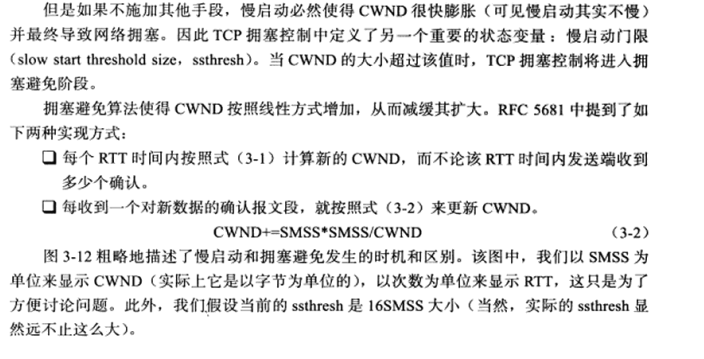 但是如果不施加其他手段，慢启动必然使得 CWND 很快膨胀（可见慢启动其实不慢）
并最终导致网络拥塞。因此 TCP 拥塞控制中定义了另一个重要的状态变量：慢启动门限
（slow start threshold size，ssthresh）。当 CWND 的大小超过该值时，TCP 拥塞控制将进入拥
塞避免阶段。
拥塞避免算法使得 CWND 按照线性方式增加，从而减缓其扩大。RFC 5681 中提到了如
下两种实现方式：
❑ 每个 RTT 时间内按照式（3-1）计算新的 CWND，而不论该 RTT 时间内发送端收到
多少个确认。
❑ 每收到一个对新数据的确认报文段，就按照式（3-2）来更新 CWND。
CWND+=SMSS*SMSS/CWND （3-2）
图 3-12 粗略地描述了慢启动和拥塞避免发生的时机和区别。该图中，我们以 SMSS 为
单位来显示 CWND（实际上它是以字节为单位的），以次数为单位来显示 RTT，这只是为了
方便讨论问题。此外，我们假设当前的 ssthresh 是 16SMSS 大小（当然，实际的 ssthresh 显
然远不止这么大）。